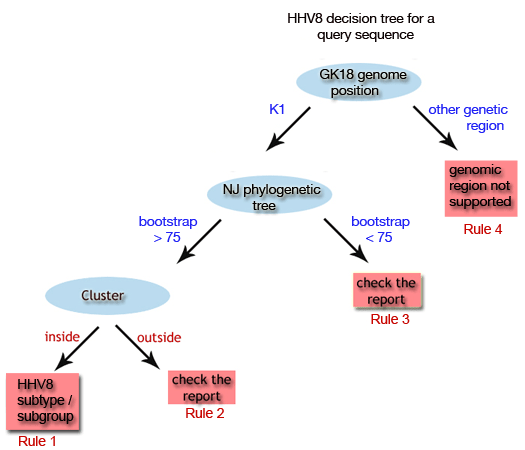 HHV8 decision tree for a
query sequence
GK18 genome
position
K1
other genetic
region
genomic
region not
supported
Rule 4
NJ phylogenetic
tree
bootstrap
> 75
bootstrap
< 75
check the
report
Rule 3
Cluster
inside
outside
HHV8
subtype /
subgroup
Rule 1
check the
report
Rule 2